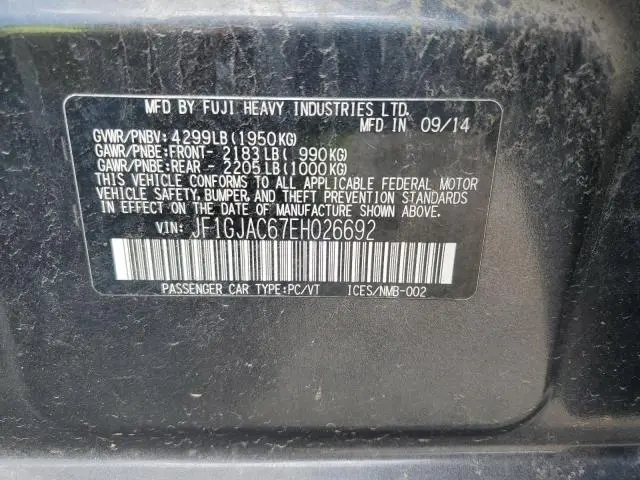 MFD BY FUJI HEAVY INDUSTRIES LTD.
MFD IN 09/14
GVWR/PNBV: 4299LB(1950KG)
GAWR/PNBE:FRONT- 2183LB( 990KG)
GAWR/PNBE:REAR - 2205LB(1000KG)
THIS VEHICLE CONFORMS TO ALL APPLICABLE FEDERAL MOTOR
VEHICLE SAFETY, BUMPER, AND THEFT PREVENTION STANDARDS
IN EFFECT ON THE DATE OF MANUFACTURE SHOWN ABOVE.
VIN: JF1GJAC67EH026692
PASSENGER CAR TYPE:PC/VT ICES/NMB-002